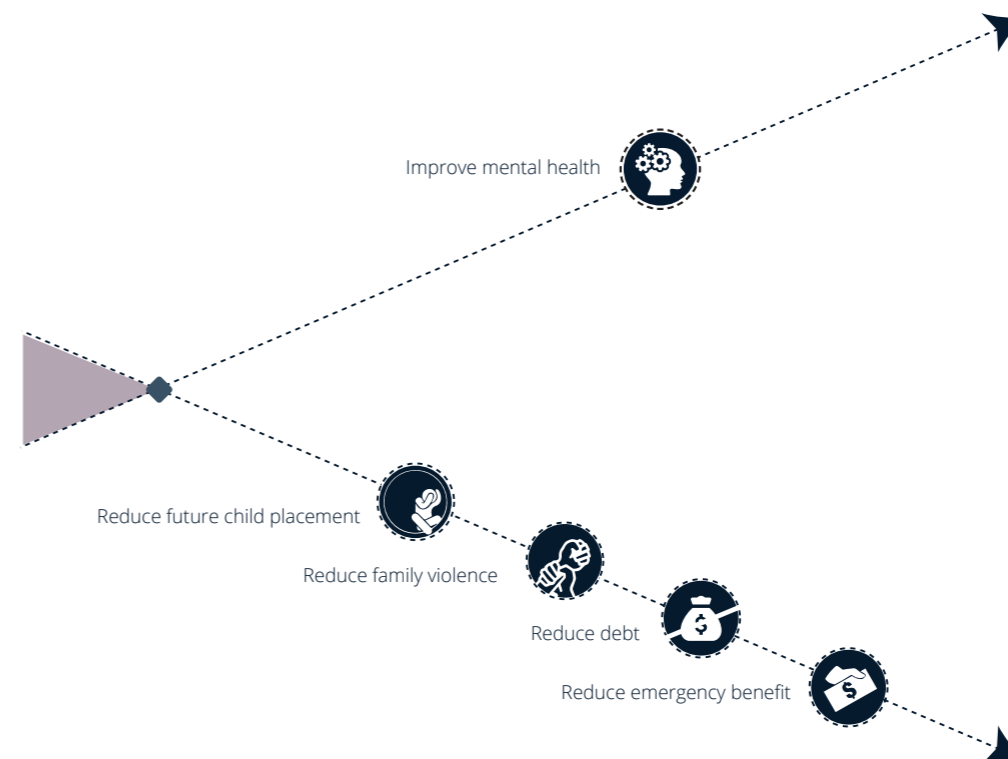 Improve mental health
Reduce future child placement
Reduce family violence
Reduce debt
Reduce emergency benefit